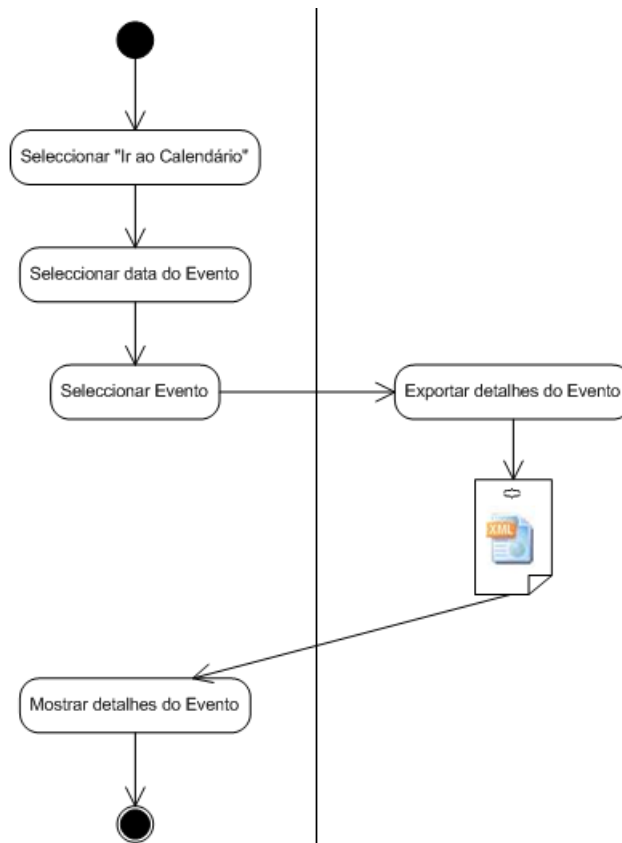 Seleccionar "Ir ao Calendário"
Seleccionar data do Evento
Seleccionar Evento
Exportar detalhes do Evento
XML
Mostrar detalhes do Evento